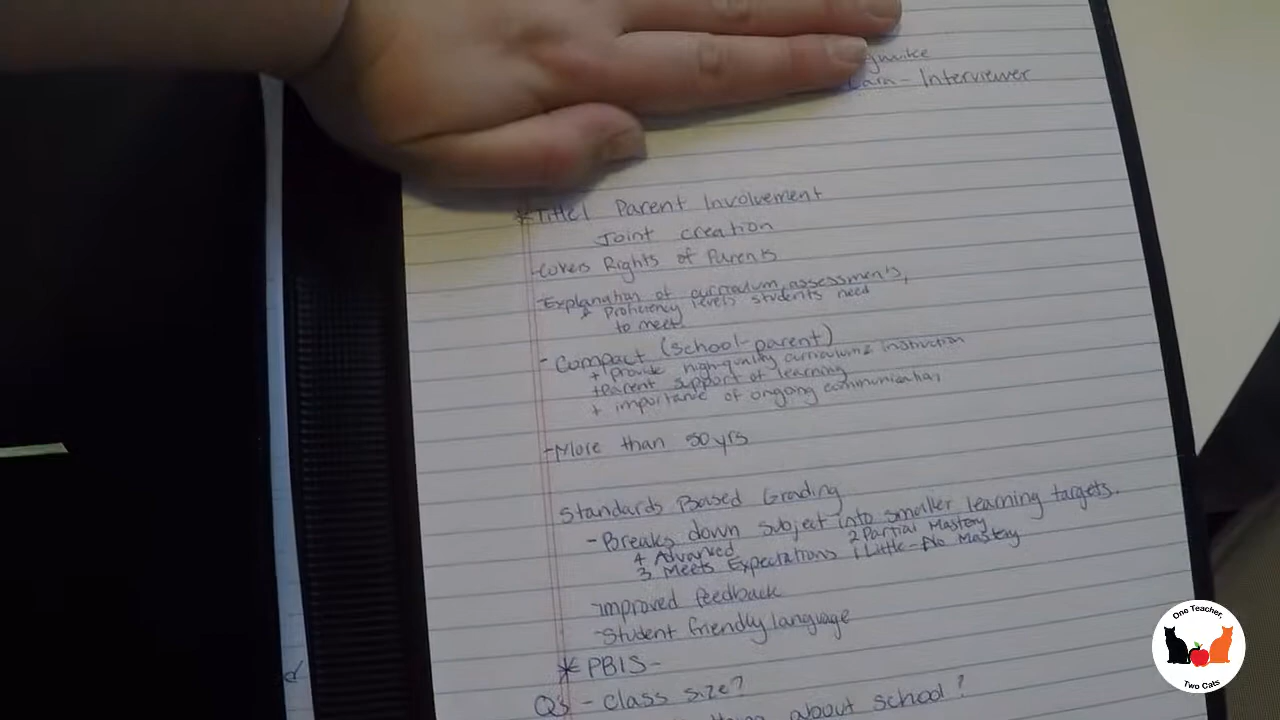 - Interviewer
*Title I Parent Involvement
Joint creation
-Covers Rights of Parents
-Explanation of curriculum, assessments,
& Proficiency levels students need
to meet.
- Compact (school-parent)
+ Provide high-quality curriculum & instruction
+ Parent support of learning
+ importance of ongoing communication
-More than 50 yrs
Standards Based Grading
-Breaks down subject into smaller learning targets.
4 Advanced 2 Partial Mastery
3 Meets Expectations 1 Little-No Mastery
-Improved feedback
-Student friendly language
* PBIS-
Q's - Class size?
about school?
One Teacher,
Two Cats